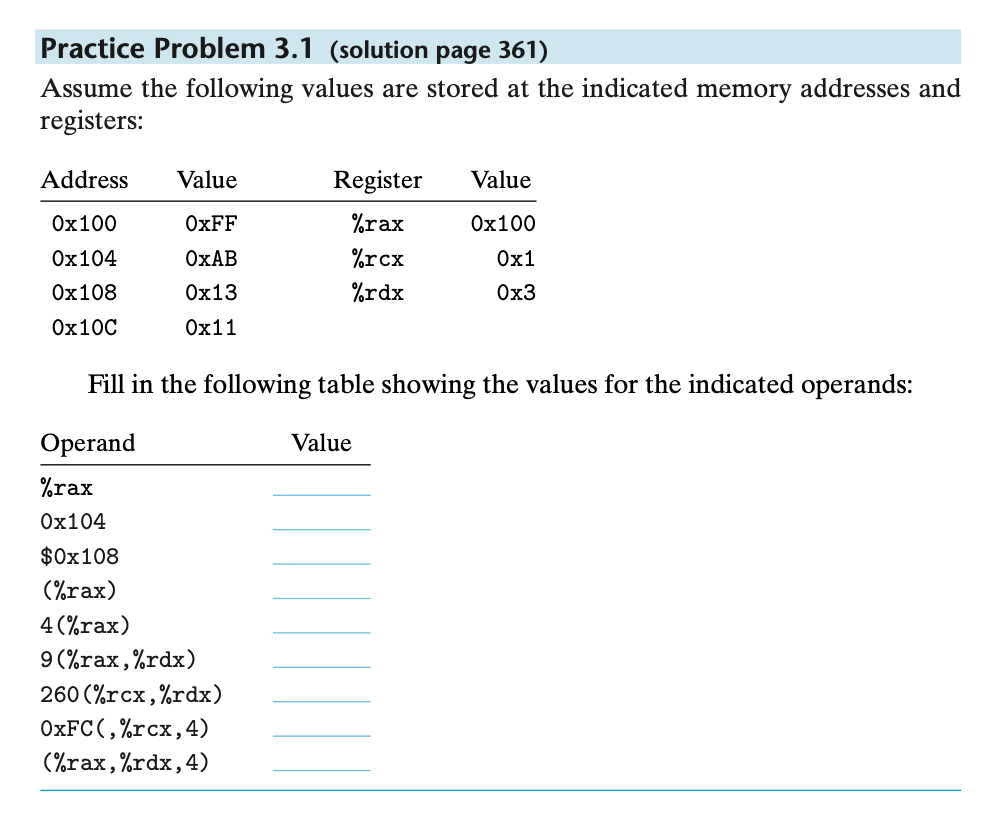 Practice Problem 3.1 (solution page 361)
Assume the following values are stored at the indicated memory addresses and
registers:
Address Value Register Value
0x100 0xFF %rax 0x100
0x104 0xAB %rcx 0x1
0x108 0x13 %rdx 0x3
0x10C 0x11
Fill in the following table showing the values for the indicated operands:
Operand Value
%rax
0x104
$0x108
(%rax)
4(%rax)
9(%rax,%rdx)
260(%rcx,%rdx)
0xFC(,%rcx,4)
(%rax,%rdx,4)